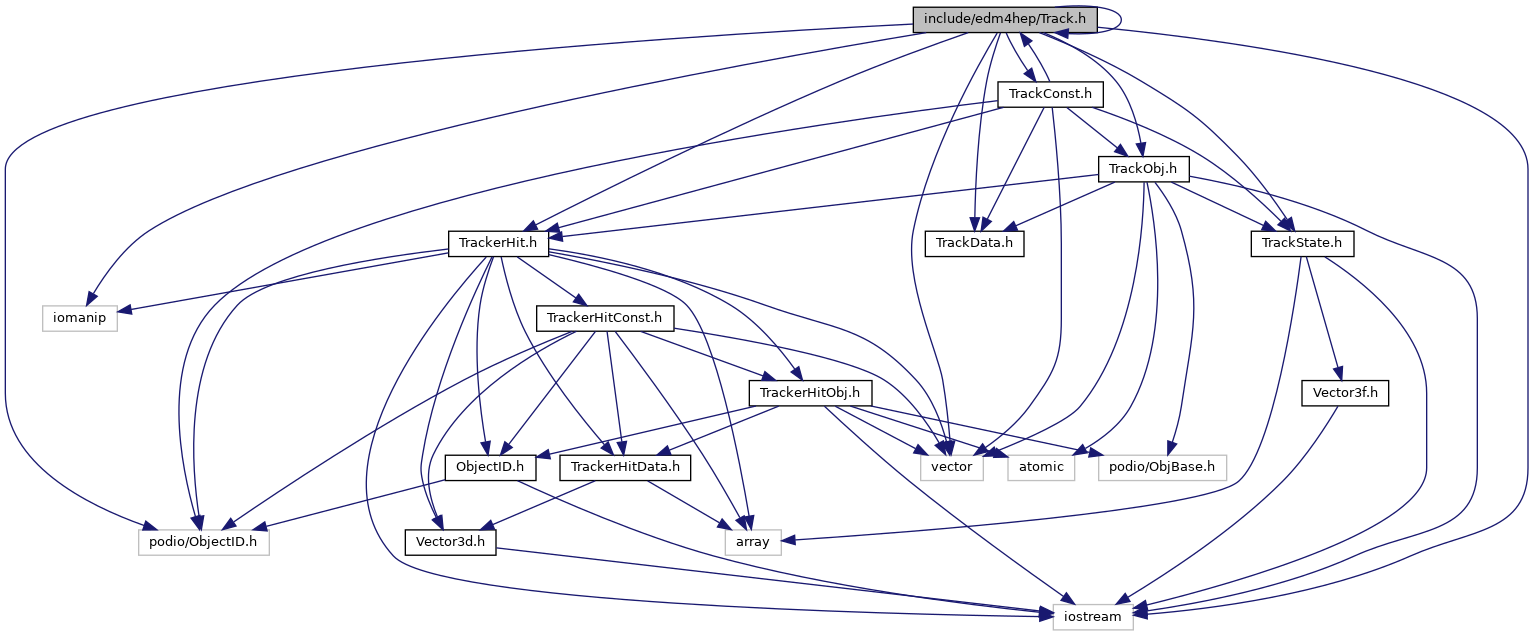 include/edm4hep/Track.h
TrackConst.h
TrackObj.h
TrackerHit.h
TrackData.h
TrackState.h
iomanip
TrackerHitConst.h
TrackerHitObj.h
Vector3f.h
ObjectID.h
TrackerHitData.h
vector
atomic
podio/ObjBase.h
podio/ObjectID.h
Vector3d.h
array
iostream